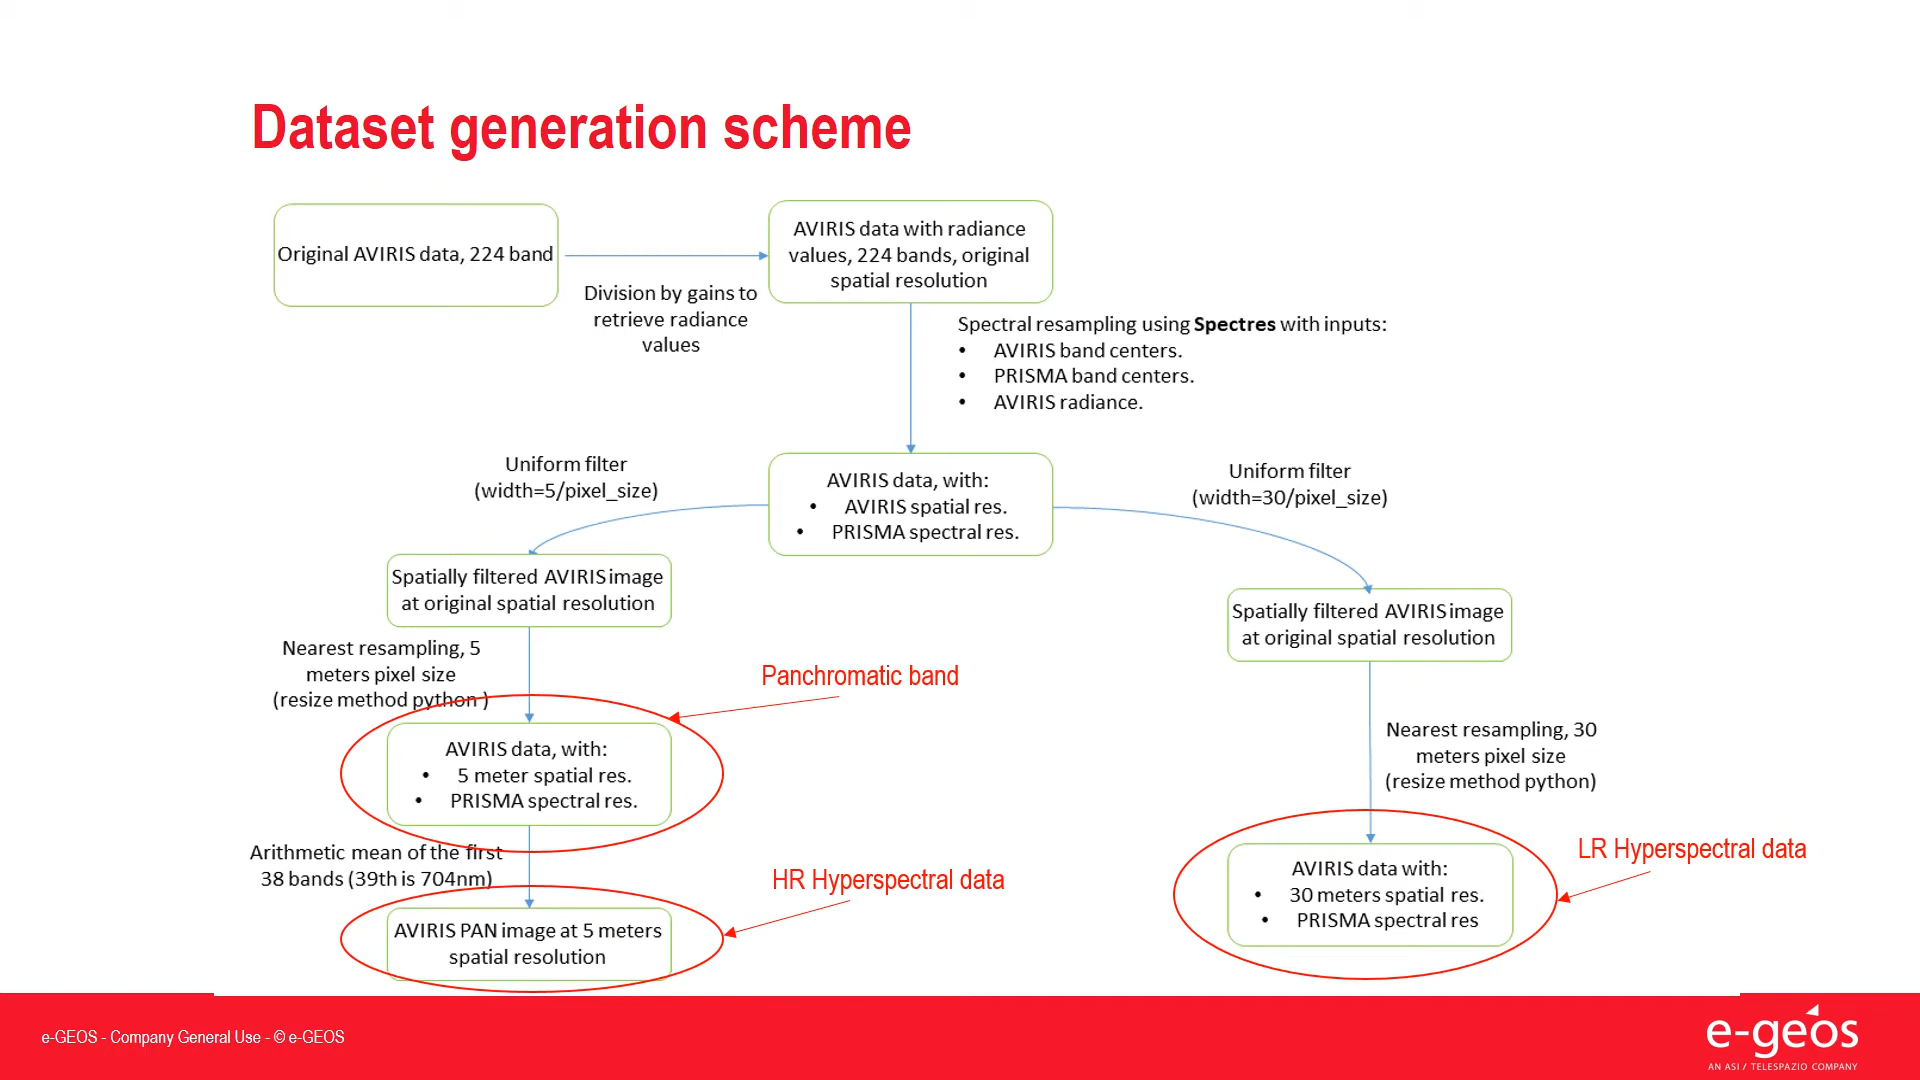 Dataset generation scheme
Original AVIRIS data, 224 band
Division by gains to
retrieve radiance
values
AVIRIS data with radiance
values, 224 bands, original
spatial resolution
Spectral resampling using Spectres with inputs:
• AVIRIS band centers.
• PRISMA band centers.
• AVIRIS radiance.
Uniform filter
(width=5/pixel_size)
AVIRIS data, with:
• AVIRIS spatial res.
• PRISMA spectral res.
Uniform filter
(width=30/pixel_size)
Spatially filtered AVIRIS image
at original spatial resolution
Spatially filtered AVIRIS image
at original spatial resolution
Nearest resampling, 5
meters pixel size
(resize method python )
Panchromatic band
Nearest resampling, 30
meters pixel size
(resize method python)
AVIRIS data, with:
• 5 meter spatial res.
• PRISMA spectral res.
Arithmetic mean of the first
38 bands (39th is 704nm)
HR Hyperspectral data
LR Hyperspectral data
AVIRIS data with:
• 30 meters spatial res.
• PRISMA spectral res
AVIRIS PAN image at 5 meters
spatial resolution
e-GEOS - Company General Use - © e-GEOS
e-geos
AN ASI / TELESPAZIO COMPANY